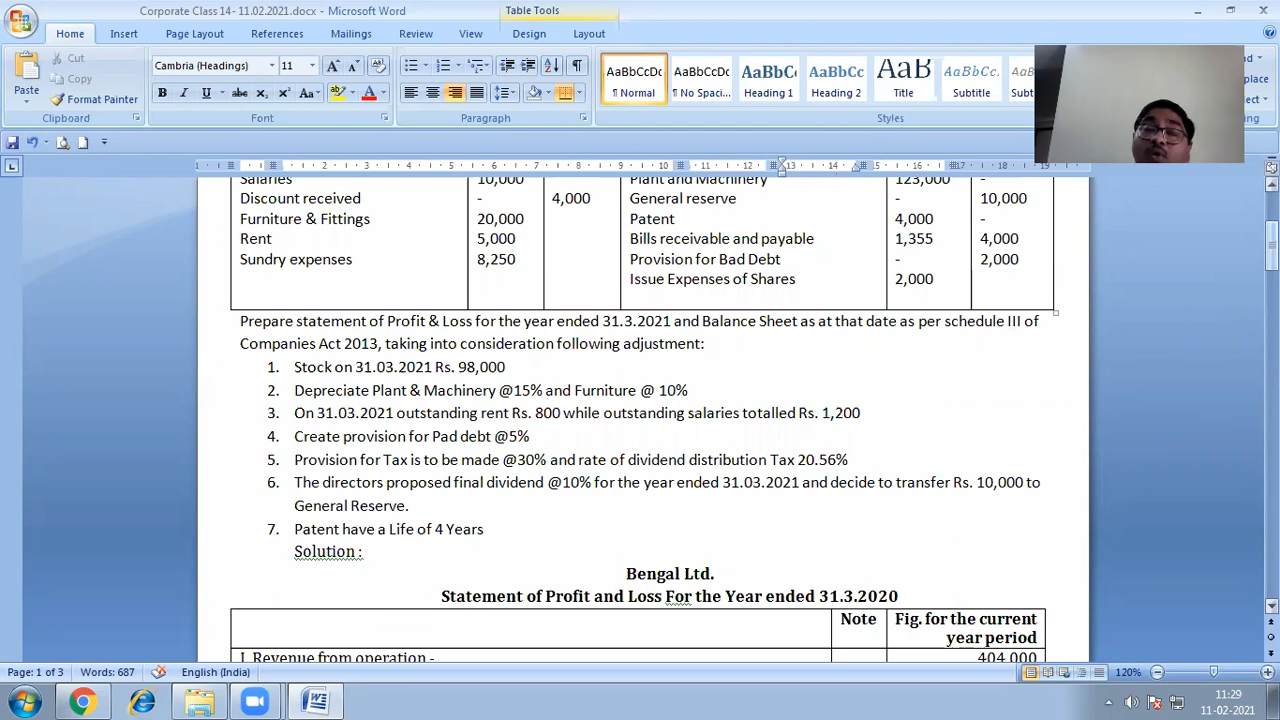 Corporate Class 14- 11.02.2021.docx - Microsoft Word
Table Tools
Home Insert Page Layout References Mailings Review View Design Layout
Cut
Copy
Format Painter
Paste
Clipboard
Cambria (Headings) 11
Font
Paragraph
AaBbCcDc AaBbCcDc AaBbCc AaBbCc AaB AaBbCc. AaBbCc
¶ Normal ¶ No Spaci... Heading 1 Heading 2 Title Subtitle
Styles
Salaries 10,000 Plant and Machinery 123,000 -
Discount received - 4,000 General reserve - 10,000
Furniture & Fittings 20,000 Patent 4,000 -
Rent 5,000 Bills receivable and payable 1,355 4,000
Sundry expenses 8,250 Provision for Bad Debt - 2,000
Issue Expenses of Shares 2,000
Prepare statement of Profit & Loss for the year ended 31.3.2021 and Balance Sheet as at that date as per schedule III of
Companies Act 2013, taking into consideration following adjustment:
1. Stock on 31.03.2021 Rs. 98,000
2. Depreciate Plant & Machinery @15% and Furniture @ 10%
3. On 31.03.2021 outstanding rent Rs. 800 while outstanding salaries totalled Rs. 1,200
4. Create provision for Pad debt @5%
5. Provision for Tax is to be made @30% and rate of dividend distribution Tax 20.56%
6. The directors proposed final dividend @10% for the year ended 31.03.2021 and decide to transfer Rs. 10,000 to
General Reserve.
7. Patent have a Life of 4 Years
Solution :
Bengal Ltd.
Statement of Profit and Loss For the Year ended 31.3.2020
Note Fig. for the current
year period
I. Revenue from operation - 404,000
Page: 1 of 3 Words: 687 English (India) 120%
11:29
11-02-2021